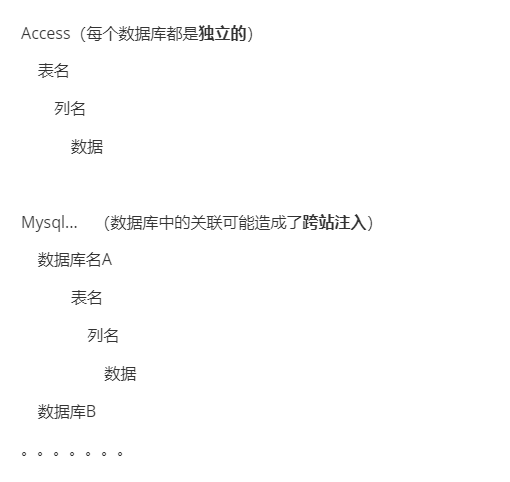 Access（每个数据库都是独立的）
表名
列名
数据
Mysql... （数据库中的关联可能造成了跨站注入）
数据库名A
表名
列名
数据
数据库B
。。。。。。。